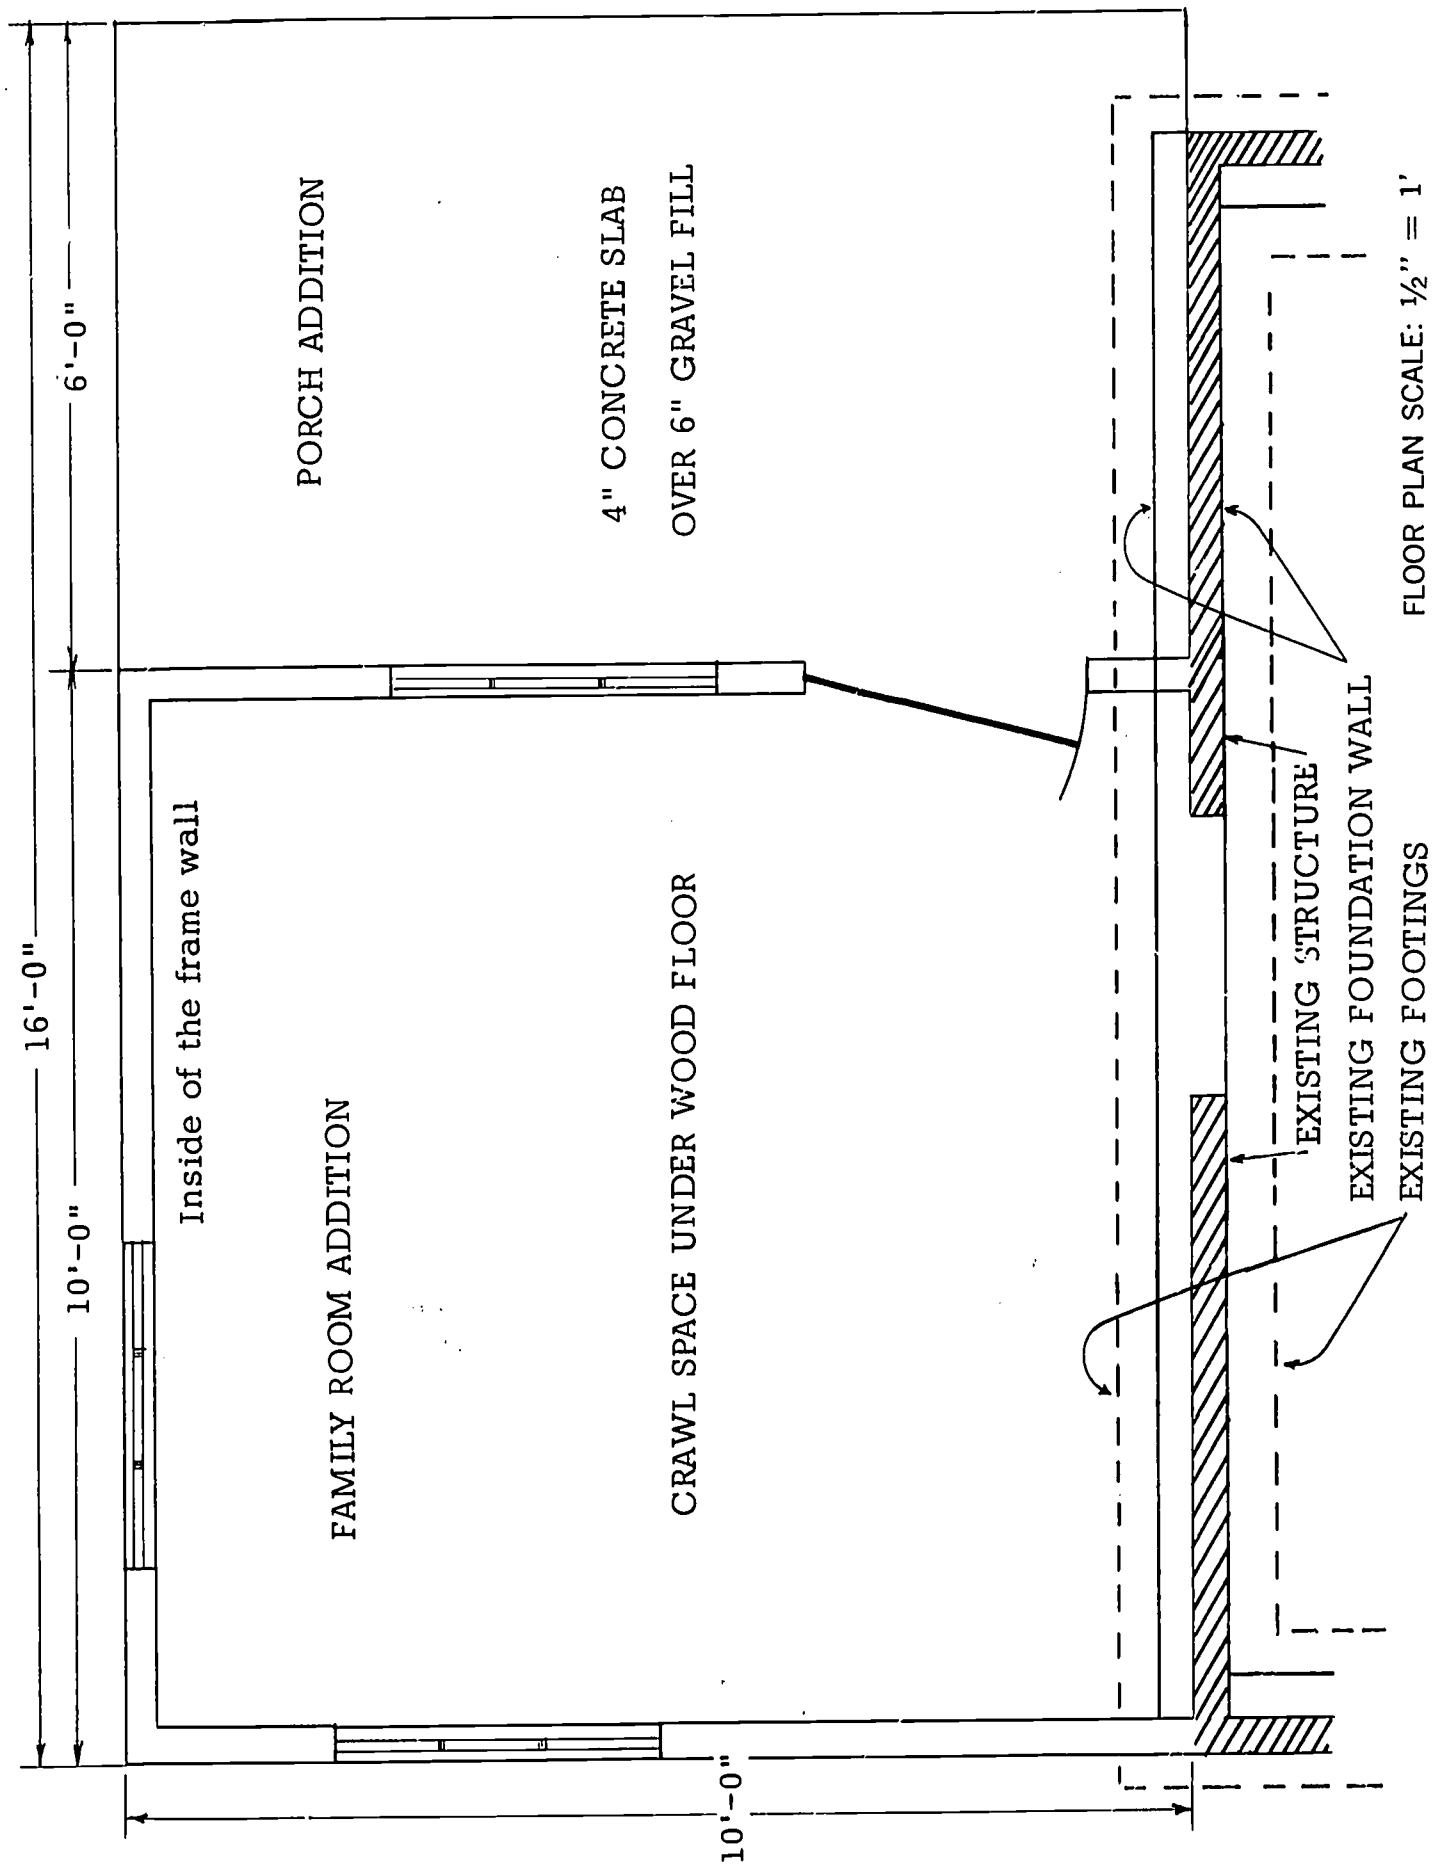 16'-0"
10'-0"
6'-0"
Inside of the frame wall
FAMILY ROOM ADDITION
PORCH ADDITION
4" CONCRETE SLAB
OVER 6" GRAVEL FILL
CRAWL SPACE UNDER WOOD FLOOR
10'-0"
EXISTING STRUCTURE
EXISTING FOUNDATION WALL
EXISTING FOOTINGS
FLOOR PLAN SCALE: ½" = 1'